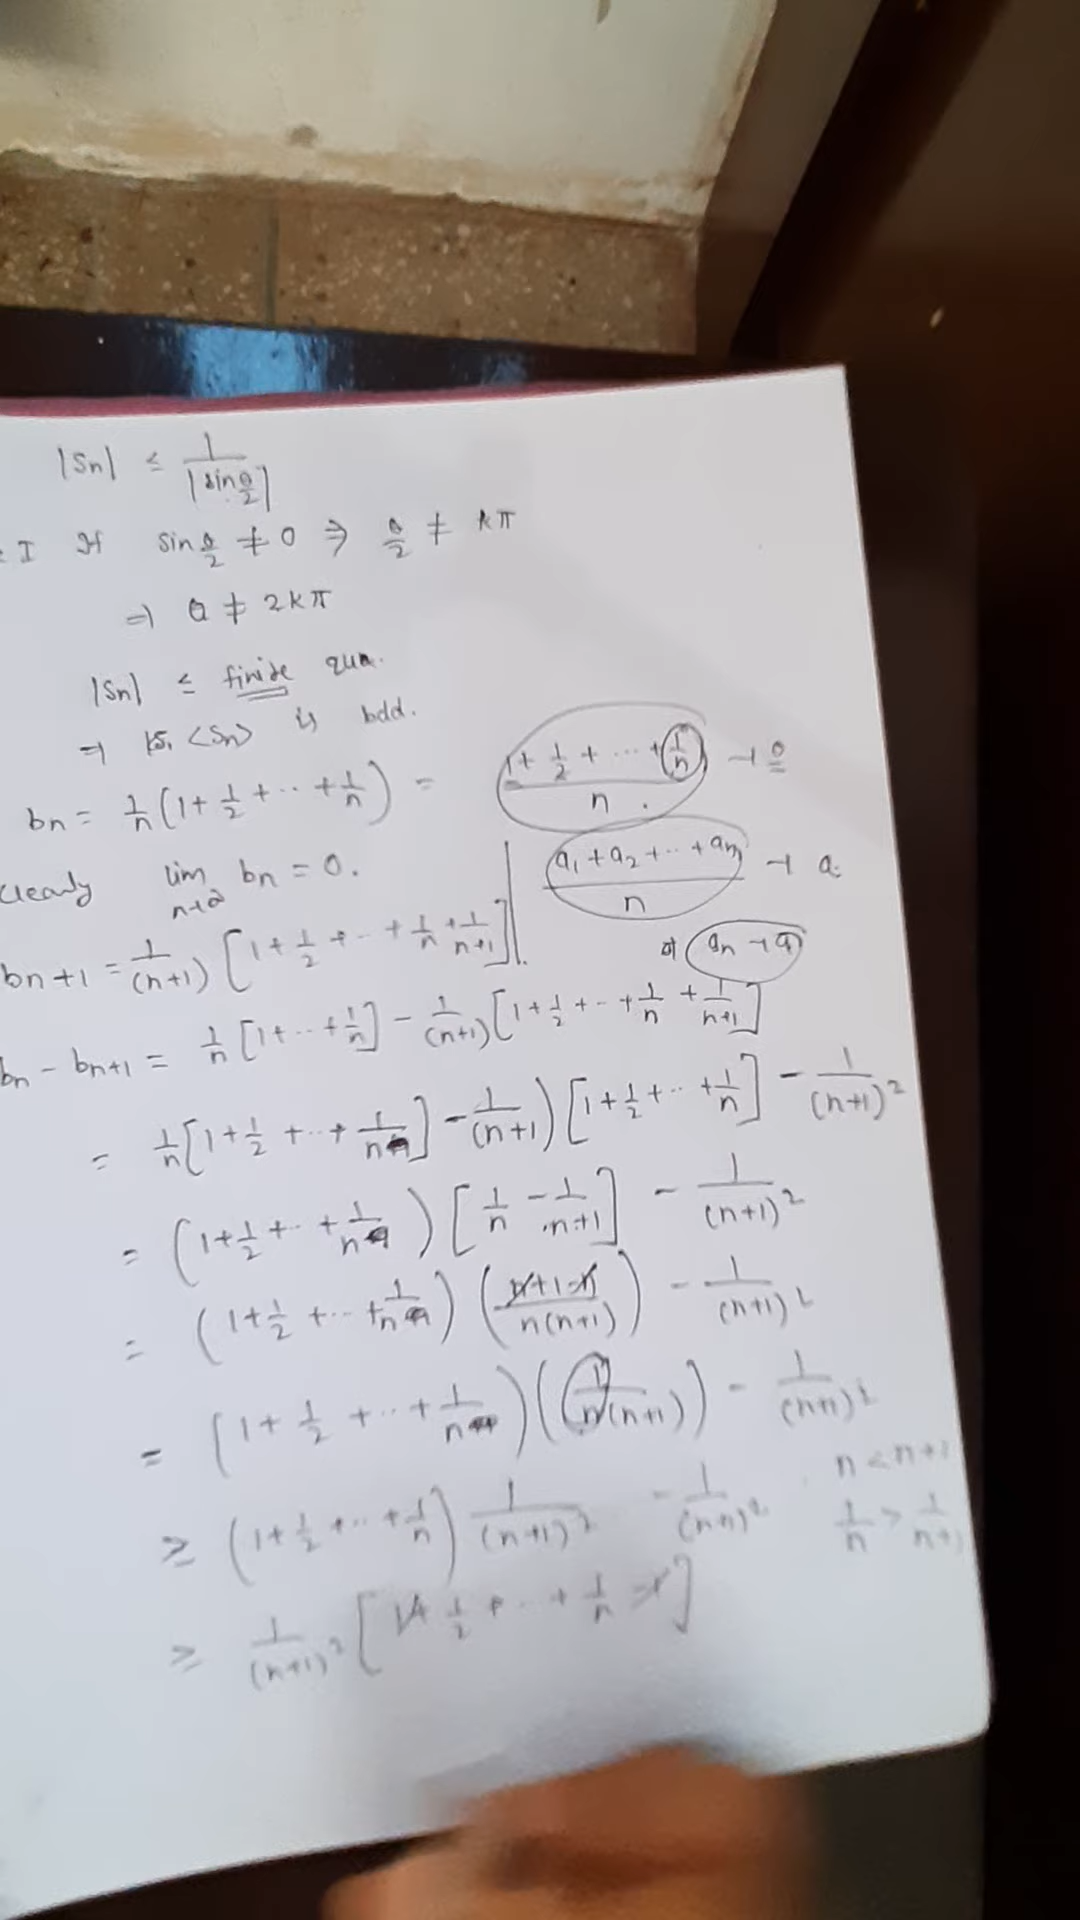 |Sn| ≤ 1/|sin θ/2|
I If sin θ/2 ≠ 0 ⇒ θ/2 ≠ kπ
⇒ θ ≠ 2kπ
|Sn| ≤ finite qua.
⇒ <Sn> is bdd.
bn = 1/n (1 + 1/2 + ·· + 1/n) = (1 + 1/2 + ··· + 1/n)/n → 0
clearly lim n→∞ bn = 0. (a1 + a2 + ·· + an)/n → a
bn+1 = 1/(n+1) [1 + 1/2 + ·· + 1/n + 1/n+1] an → a
bn - bn+1 = 1/n [1 + ·· + 1/n] - 1/(n+1) [1 + 1/2 + ·· + 1/n + 1/n+1]
= 1/n [1 + 1/2 + ··· + 1/n] - 1/(n+1) [1 + 1/2 + ·· + 1/n] - 1/(n+1)²
= (1 + 1/2 + ·· + 1/n) [1/n - 1/n+1] - 1/(n+1)²
= (1 + 1/2 + ··· + 1/n) (n+1-n / n(n+1)) - 1/(n+1)²
= (1 + 1/2 + ·· + 1/n) (1/n(n+1)) - 1/(n+1)²
n < n+1
≥ (1 + 1/2 + ·· + 1/n) 1/(n+1)² - 1/(n+1)² 1/n > 1/n+1
≥ 1/(n+1)² [1 + 1/2 + ·· + 1/n - 1]